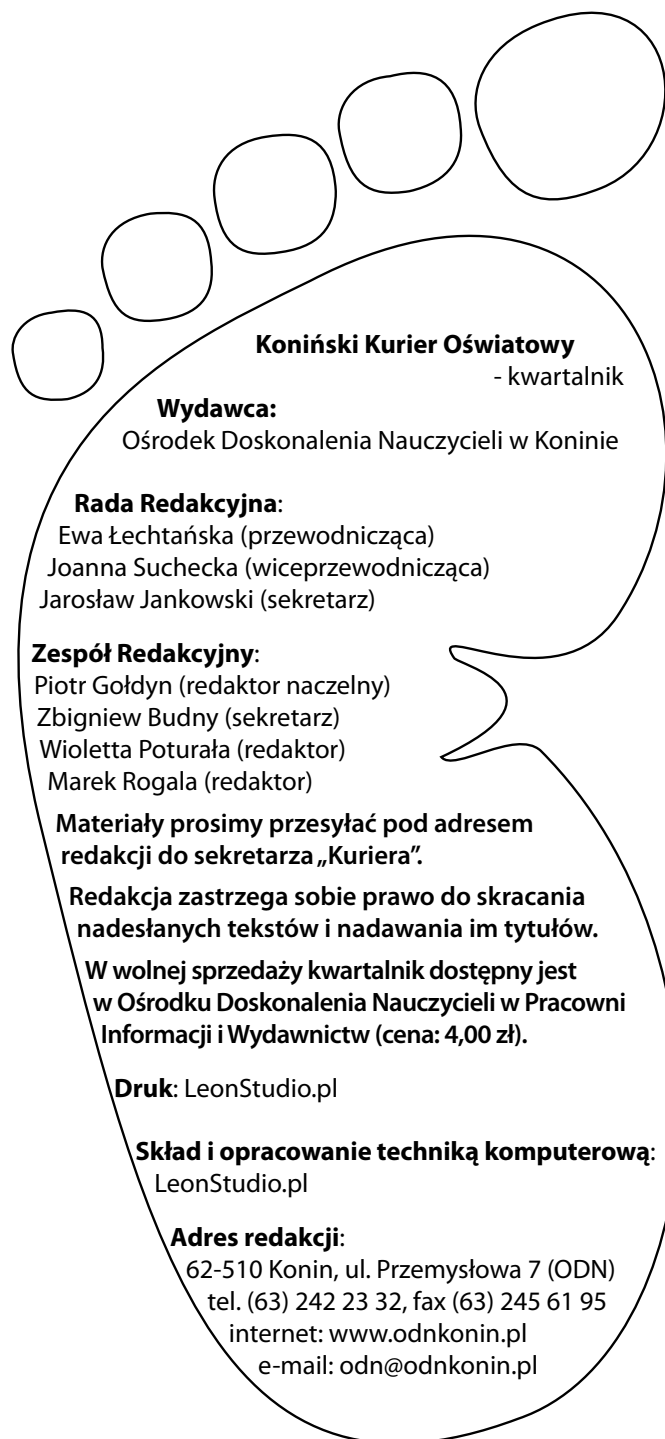 Koniński Kurier Oświatowy
- kwartalnik
Wydawca:
Ośrodek Doskonalenia Nauczycieli w Koninie
Rada Redakcyjna:
Ewa Łechtańska (przewodnicząca)
Joanna Suchecka (wiceprzewodnicząca)
Jarosław Jankowski (sekretarz)
Zespół Redakcyjny:
Piotr Gołdyn (redaktor naczelny)
Zbigniew Budny (sekretarz)
Wioletta Poturała (redaktor)
Marek Rogala (redaktor)
Materiały prosimy przesyłać pod adresem
redakcji do sekretarza „Kuriera”.
Redakcja zastrzega sobie prawo do skracania
nadesłanych tekstów i nadawania im tytułów.
W wolnej sprzedaży kwartalnik dostępny jest
w Ośrodku Doskonalenia Nauczycieli w Pracowni
Informacji i Wydawnictw (cena: 4,00 zł).
Druk: LeonStudio.pl
Skład i opracowanie techniką komputerową:
LeonStudio.pl
Adres redakcji:
62-510 Konin, ul. Przemysłowa 7 (ODN)
tel. (63) 242 23 32, fax (63) 245 61 95
internet: www.odnkonin.pl
e-mail: odn@odnkonin.pl